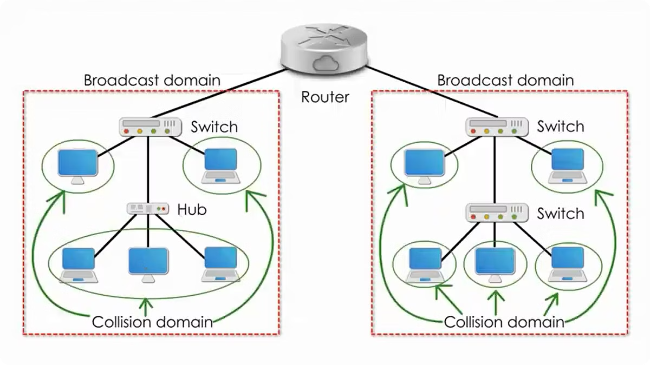 Broadcast domain
Router
Broadcast domain
Switch
Switch
Hub
Switch
Collision domain
Collision domain